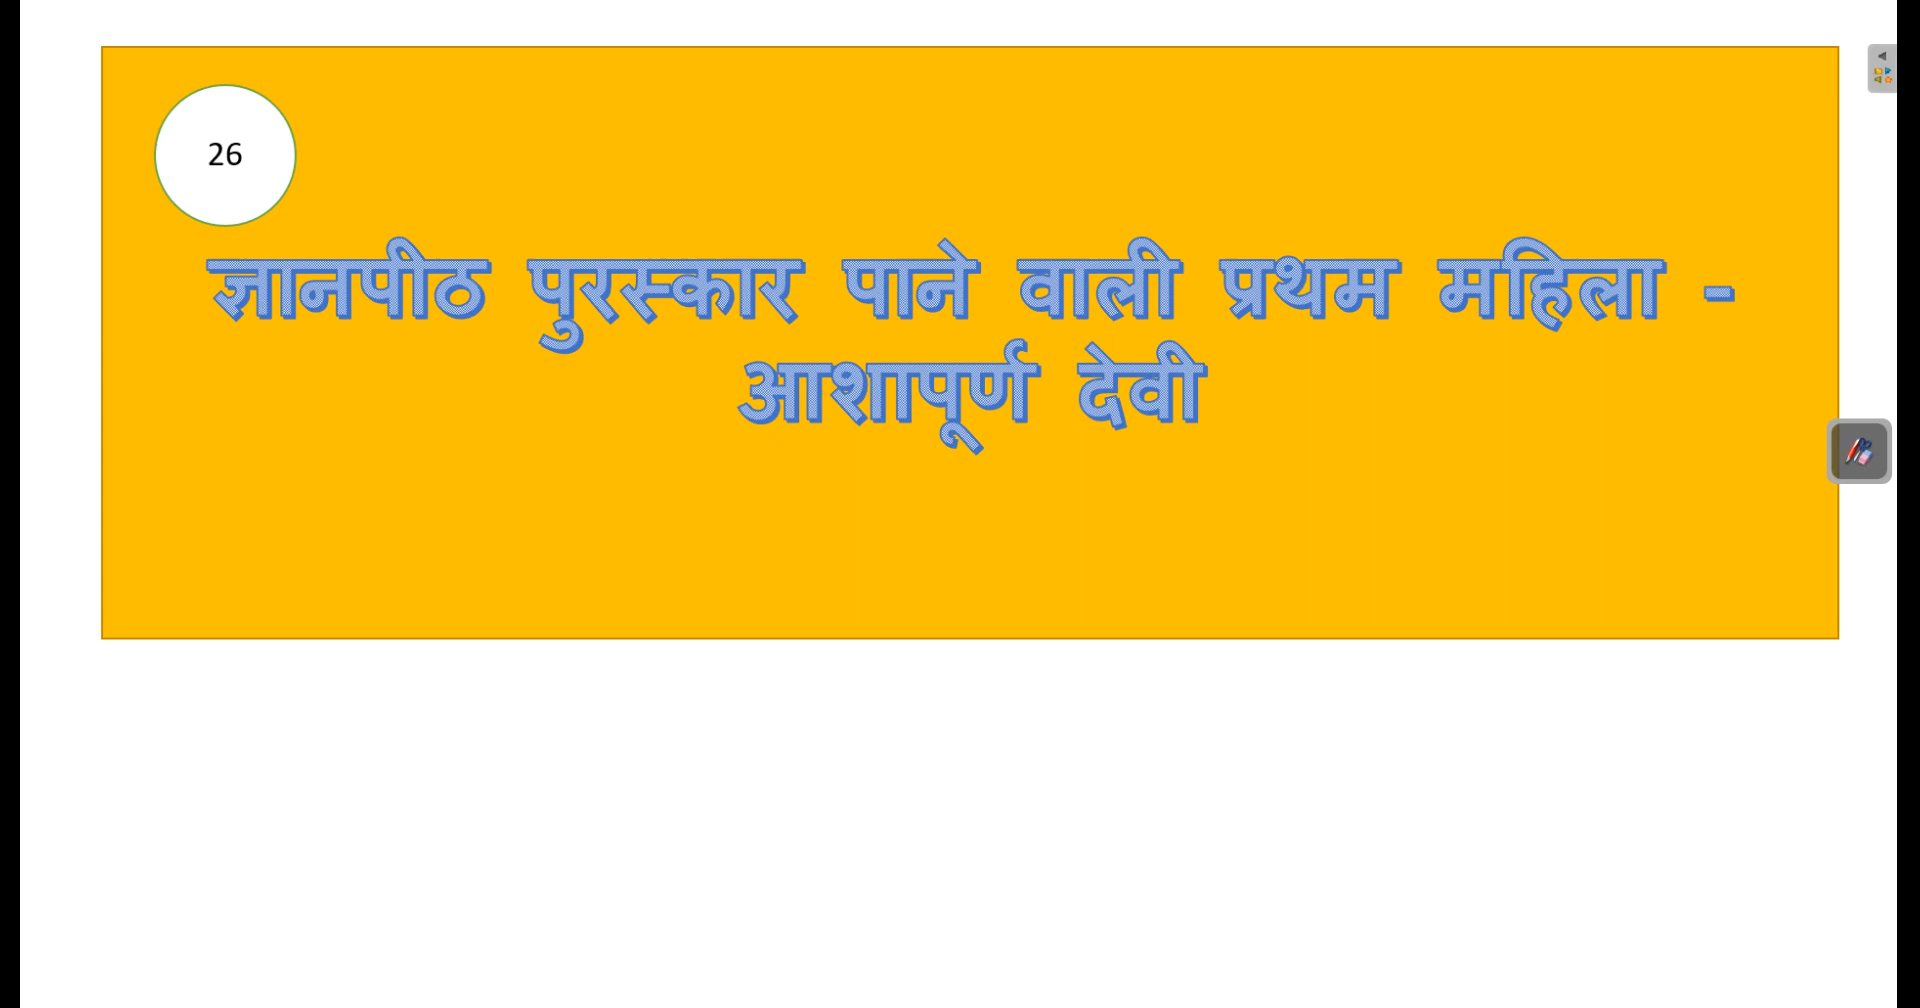 26
ज्ञानपीठ पुरस्कार पाने वाली प्रथम महिला -
आशापूर्ण देवी